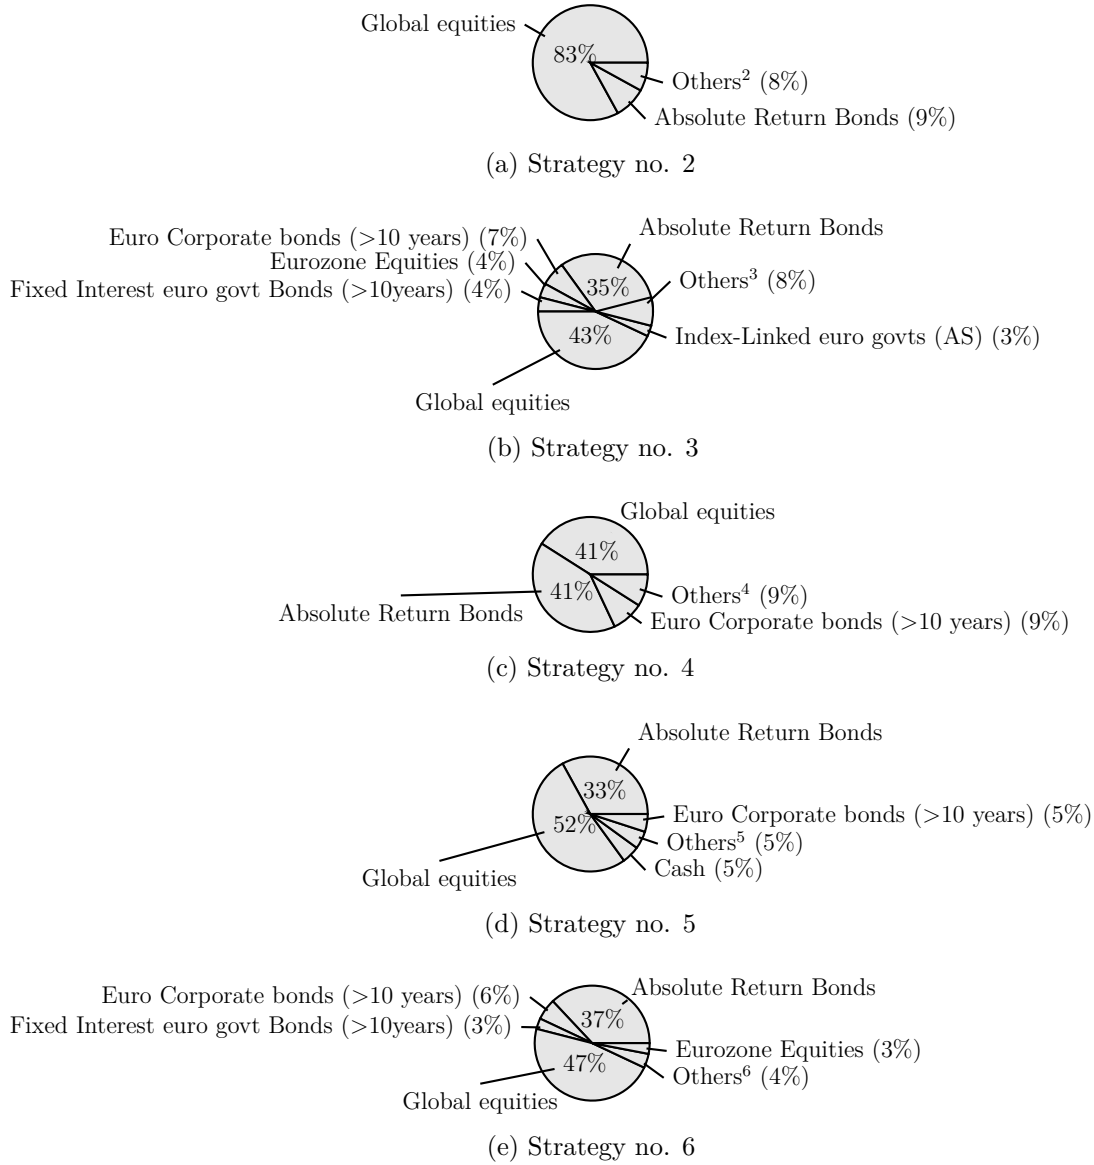 Global equities
83%
Others² (8%)
Absolute Return Bonds (9%)
(a) Strategy no. 2
Absolute Return Bonds
Euro Corporate bonds (>10 years) (7%)
Eurozone Equities (4%)
Others³ (8%)
Fixed Interest euro govt Bonds (>10years) (4%)
35%
43%
Index-Linked euro govts (AS) (3%)
Global equities
(b) Strategy no. 3
Global equities
41%
41%
Others⁴ (9%)
Absolute Return Bonds
Euro Corporate bonds (>10 years) (9%)
(c) Strategy no. 4
Absolute Return Bonds
33%
Euro Corporate bonds (>10 years) (5%)
52%
Others⁵ (5%)
Cash (5%)
Global equities
(d) Strategy no. 5
Absolute Return Bonds
Euro Corporate bonds (>10 years) (6%)
37%
Fixed Interest euro govt Bonds (>10years) (3%)
Eurozone Equities (3%)
47%
Others⁶ (4%)
Global equities
(e) Strategy no. 6